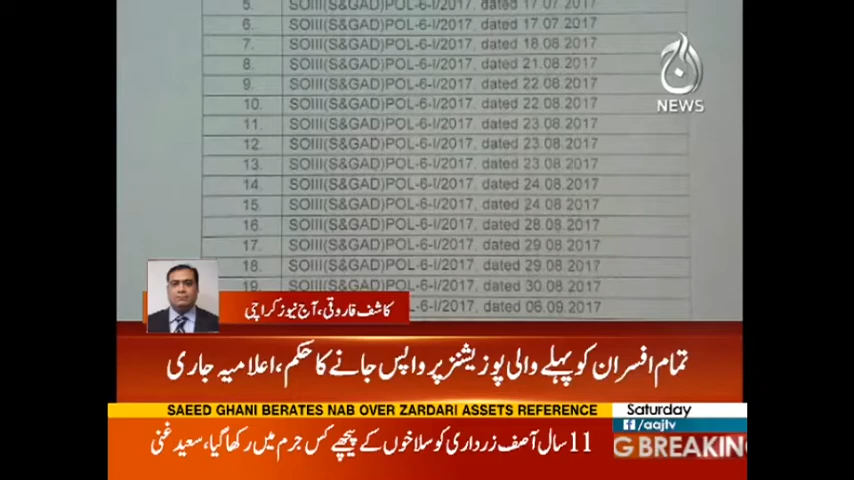 5. SOIII(S&GAD)POL-6-I/2017, dated 17.07.2017
6. SOIII(S&GAD)POL-6-I/2017, dated 17.07.2017
7. SOIII(S&GAD)POL-6-I/2017, dated 18.08.2017
8. SOIII(S&GAD)POL-6-I/2017, dated 21.08.2017
9. SOIII(S&GAD)POL-6-I/2017, dated 22.08.2017
10. SOIII(S&GAD)POL-6-I/2017, dated 22.08.2017
11. SOIII(S&GAD)POL-6-I/2017, dated 23.08.2017
12. SOIII(S&GAD)POL-6-I/2017, dated 23.08.2017
13. SOIII(S&GAD)POL-6-I/2017, dated 23.08.2017
14. SOIII(S&GAD)POL-6-I/2017, dated 24.08.2017
15. SOIII(S&GAD)POL-6-I/2017, dated 24.08.2017
16. SOIII(S&GAD)POL-6-I/2017, dated 28.08.2017
17. SOIII(S&GAD)POL-6-I/2017, dated 29.08.2017
18. SOIII(S&GAD)POL-6-I/2017, dated 29.08.2017
19. SOIII(S&GAD)POL-6-I/2017, dated 30.08.2017
L-6-I/2017, dated 06.09.2017
آج
NEWS
کاشف فاروقی، آج نیوز کراچی
تمام افسران کو پہلے والی پوزیشنز پر واپس جانے کا حکم، اعلامیہ جاری
SAEED GHANI BERATES NAB OVER ZARDARI ASSETS REFERENCE
Saturday
f /aajtv
11 سال آصف زرداری کو سلاخوں کے پیچھے کس جرم میں رکھا گیا، سعید غنی
G BREAKING